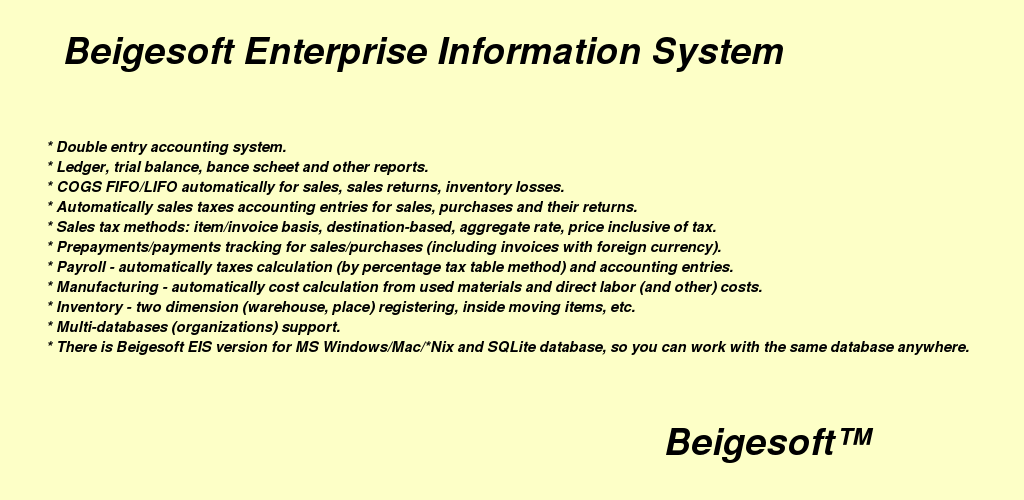 Beigesoft Enterprise Information System
* Double entry accounting system.
* Ledger, trial balance, bance scheet and other reports.
* COGS FIFO/LIFO automatically for sales, sales returns, inventory losses.
* Automatically sales taxes accounting entries for sales, purchases and their returns.
* Sales tax methods: item/invoice basis, destination-based, aggregate rate, price inclusive of tax.
* Prepayments/payments tracking for sales/purchases (including invoices with foreign currency).
* Payroll - automatically taxes calculation (by percentage tax table method) and accounting entries.
* Manufacturing - automatically cost calculation from used materials and direct labor (and other) costs.
* Inventory - two dimension (warehouse, place) registering, inside moving items, etc.
* Multi-databases (organizations) support.
* There is Beigesoft EIS version for MS Windows/Mac/*Nix and SQLite database, so you can work with the same database anywhere.
Beigesoft™